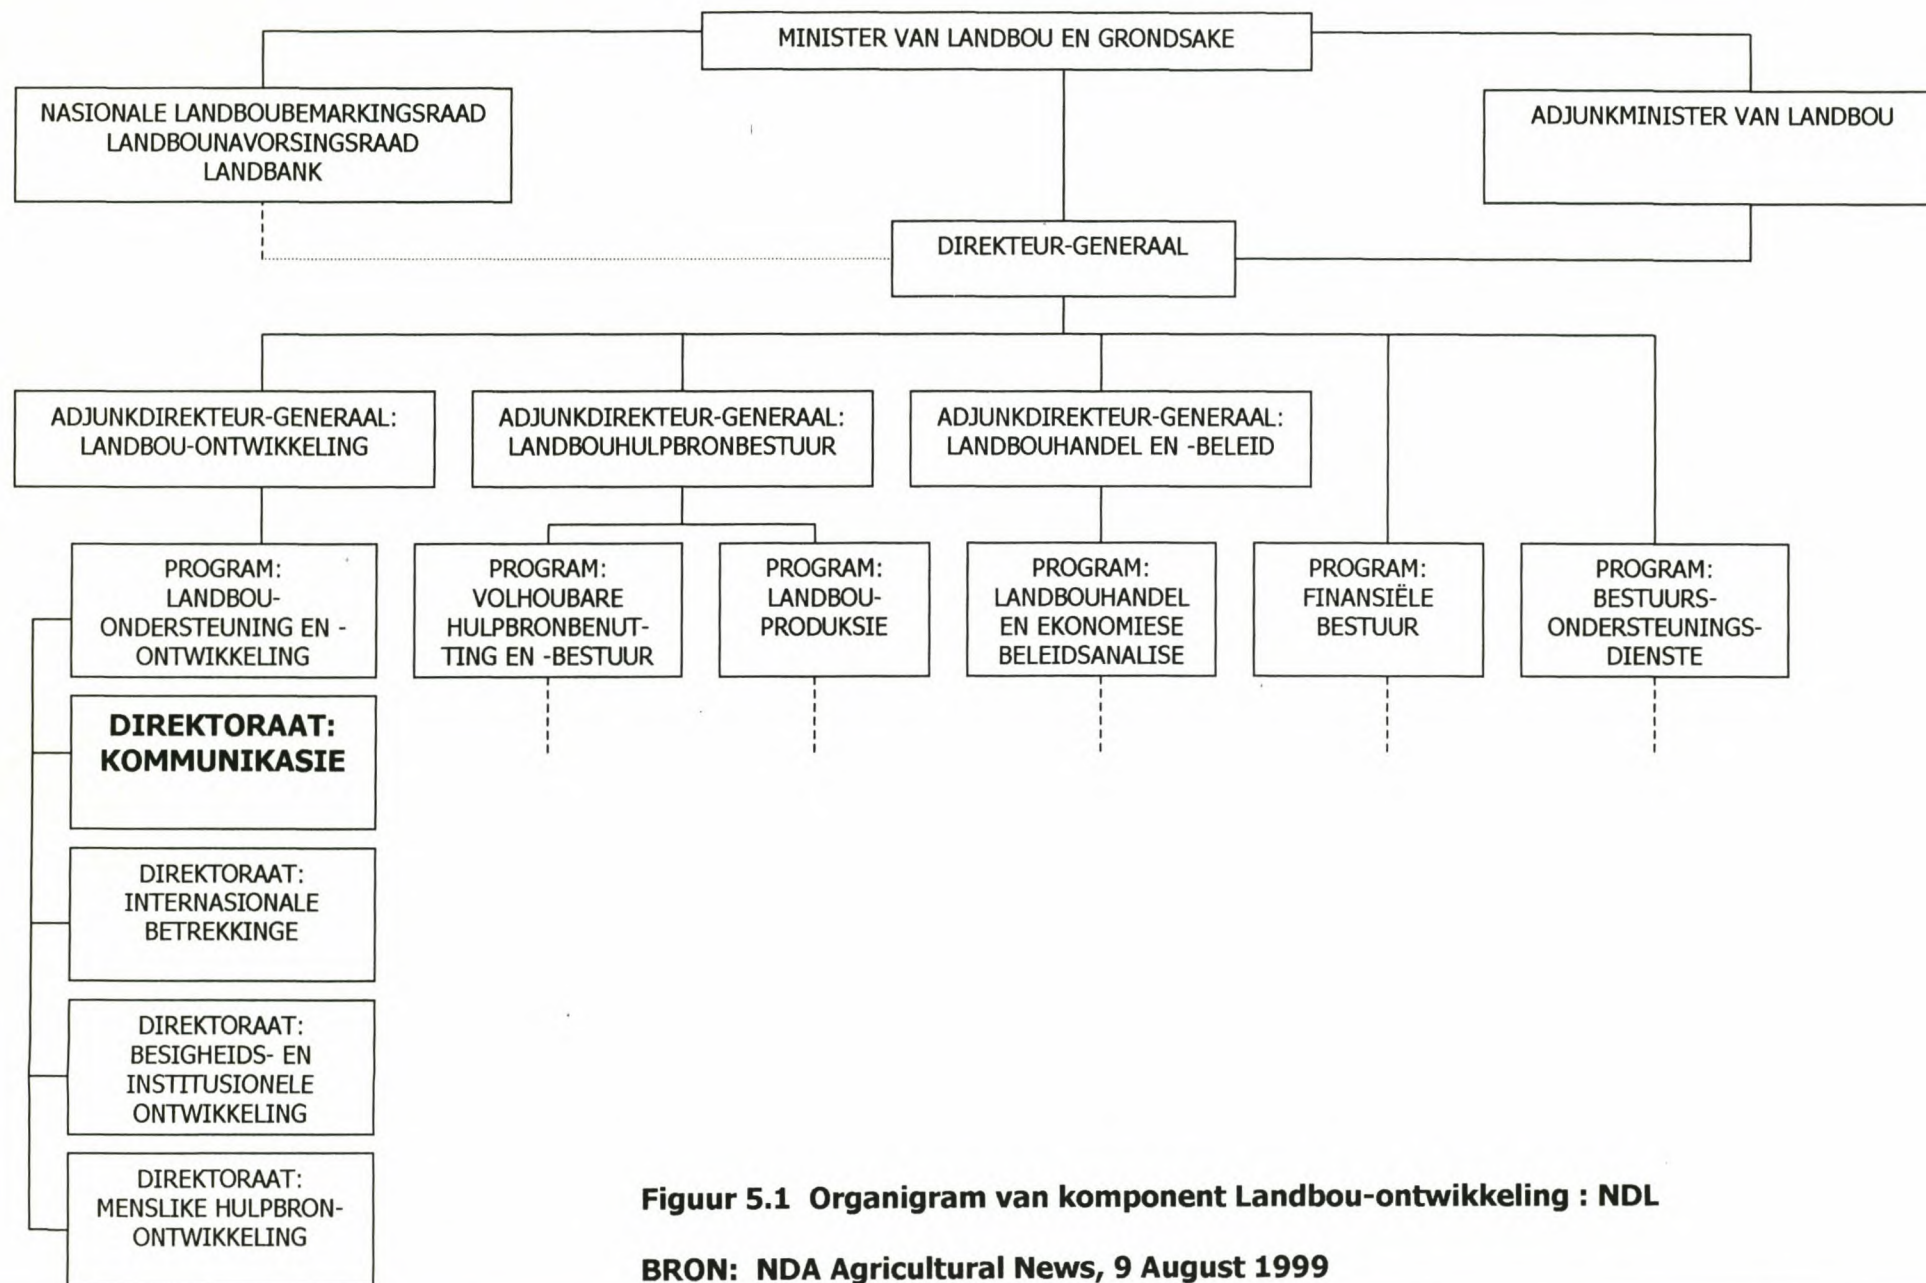 MINISTER VAN LANDBOU EN GRONDSAKE
NASIONALE LANDBOUBEMARKINGSRAAD
LANDBOUNAVORSINGSRAAD
LANDBANK
ADJUNKMINISTER VAN LANDBOU
DIREKTEUR-GENERAAL
ADJUNKDIREKTEUR-GENERAAL:
LANDBOU-ONTWIKKELING
ADJUNKDIREKTEUR-GENERAAL:
LANDBOUHULPBRONBESTUUR
ADJUNKDIREKTEUR-GENERAAL:
LANDBOUHANDEL EN -BELEID
PROGRAM:
LANDBOU-
ONDERSTEUNING EN -
ONTWIKKELING
PROGRAM:
VOLHOUBARE
HULPBRONBENUT-
TING EN -BESTUUR
PROGRAM:
LANDBOU-
PRODUKSIE
PROGRAM:
LANDBOUHANDEL
EN EKONOMIESE
BELEIDSANALISE
PROGRAM:
FINANSIËLE
BESTUUR
PROGRAM:
BESTUURS-
ONDERSTEUNINGS-
DIENSTE
DIREKTORAAT:
KOMMUNIKASIE
DIREKTORAAT:
INTERNASIONALE
BETREKKINGE
DIREKTORAAT:
BESIGHEIDS- EN
INSTITUSIONELE
ONTWIKKELING
DIREKTORAAT:
MENSLIKE HULPBRON-
ONTWIKKELING
Figuur 5.1 Organigram van komponent Landbou-ontwikkeling : NDL
BRON: NDA Agricultural News, 9 August 1999